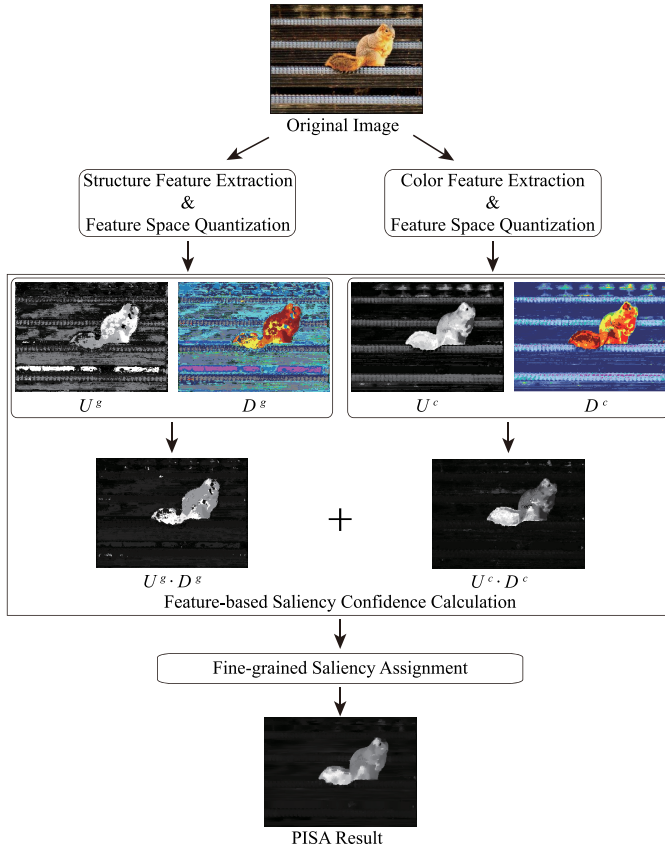 Original Image
Structure Feature Extraction
&
Feature Space Quantization
Color Feature Extraction
&
Feature Space Quantization
U g
D g
U c
D c
+
U g · D g
U c · D c
Feature-based Saliency Confidence Calculation
Fine-grained Saliency Assignment
PISA Result